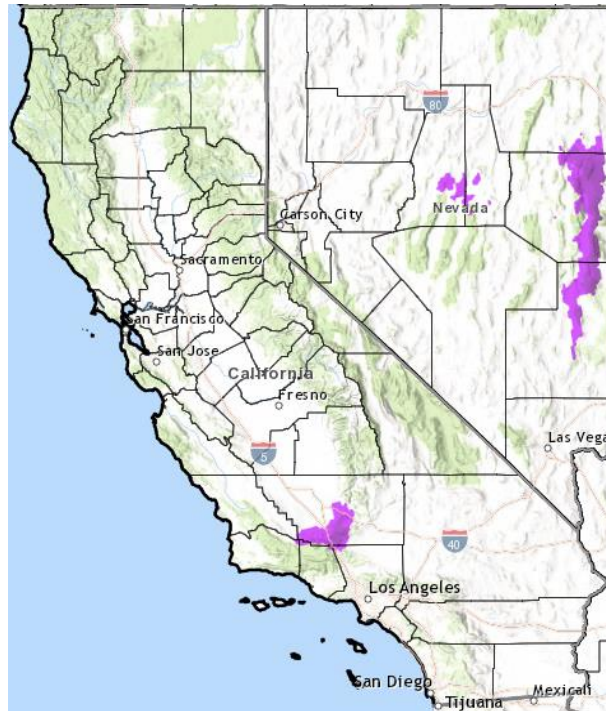 80
Nevada
Carson City
Sacramento
San Francisco
San Jose
California
Fresno
5
Las Vega
40
Los Angeles
San Diego
Tijuana
Mexicali